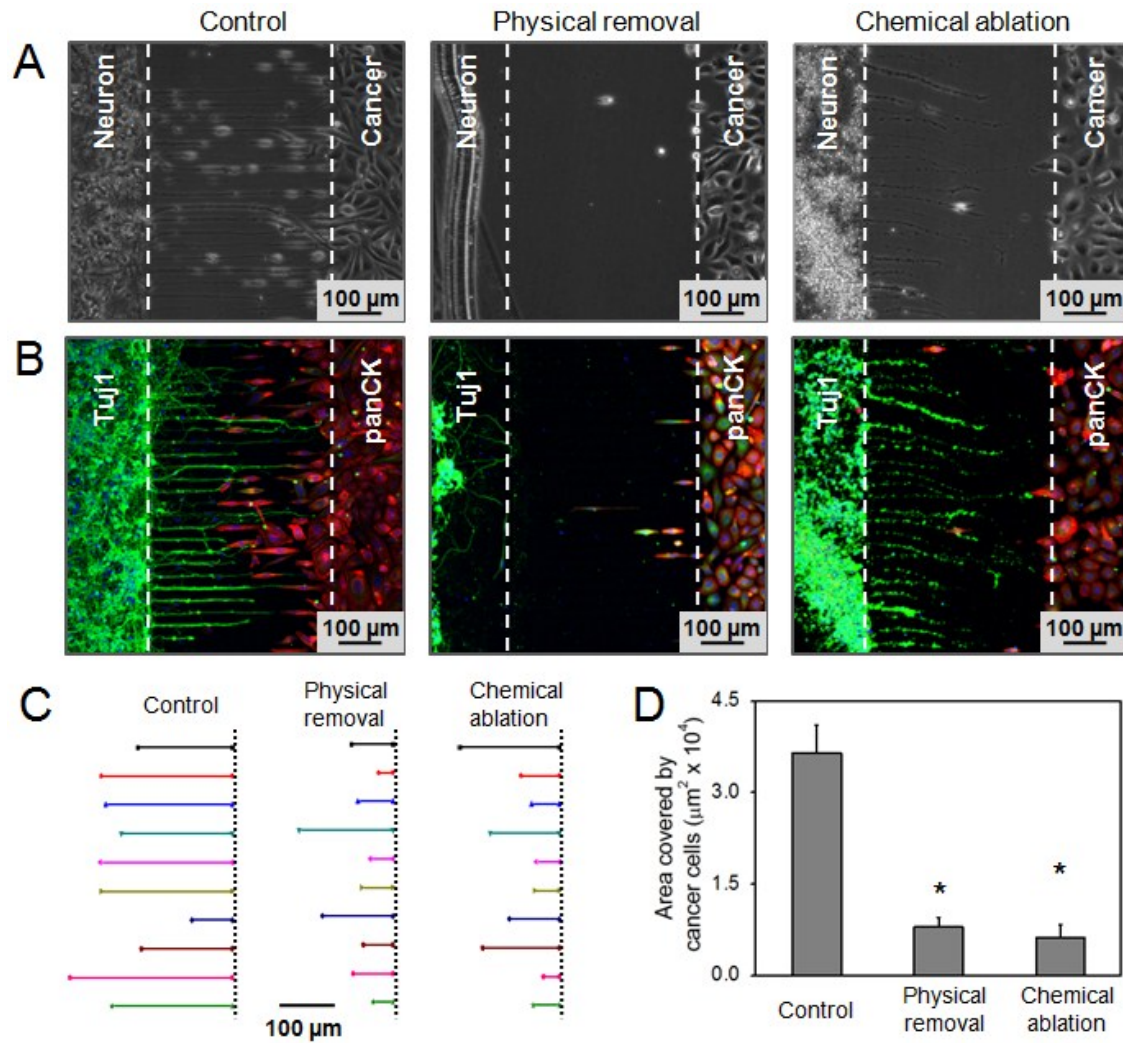 Control
Physical removal
Chemical ablation
A
Neuron
Cancer
100 µm
Neuron
Cancer
100 µm
Neuron
Cancer
100 µm
B
Tuj1
panCK
100 µm
Tuj1
panCK
100 µm
Tuj1
panCK
100 µm
C
Control
Physical
removal
Chemical
ablation
100 µm
D
Area covered by
cancer cells (µm² x 10⁴)
4.5
3.0
1.5
0.0
*
*
Control
Physical
removal
Chemical
ablation